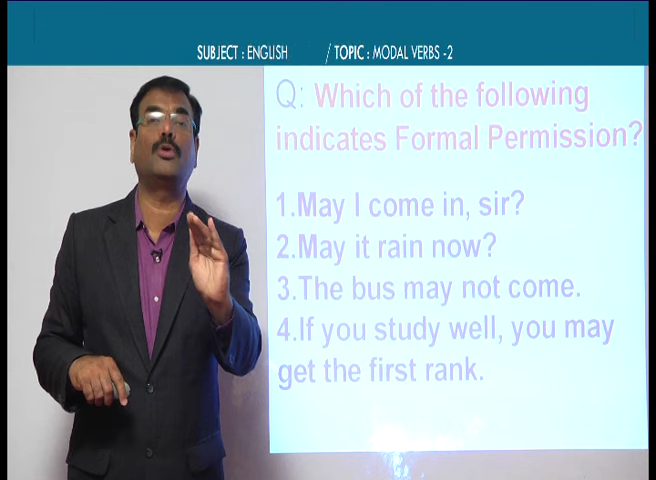 SUBJECT : ENGLISH / TOPIC : MODAL VERBS -2
Q: Which of the following
indicates Formal Permission?
1.May I come in, sir?
2.May it rain now?
3.The bus may not come.
4.If you study well, you may
get the first rank.